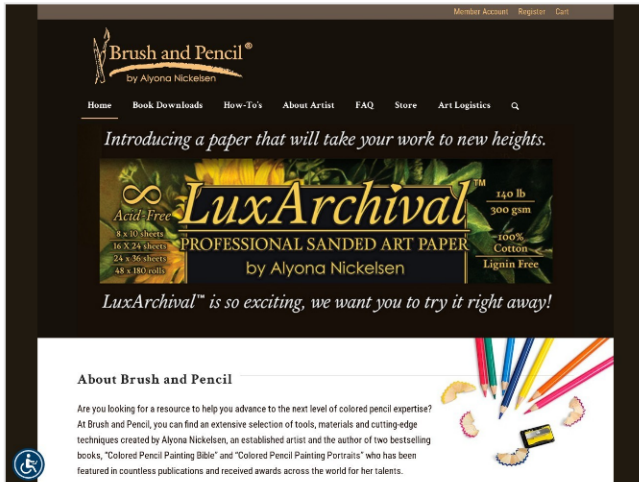 Member Account Register Cart
Brush and Pencil®
by Alyona Nickelsen
Home Book Downloads How-To's About Artist FAQ Store Art Logistics
Introducing a paper that will take your work to new heights.
∞
Acid-Free
8 x 10 sheets
16 X 24 sheets
24 x 36 sheets
48 x 180 rolls
LuxArchival™
PROFESSIONAL SANDED ART PAPER
by Alyona Nickelsen
140 lb
300 gsm
100%
Cotton
Lignin Free
LuxArchival™ is so exciting, we want you to try it right away!
About Brush and Pencil
Are you looking for a resource to help you advance to the next level of colored pencil expertise?
At Brush and Pencil, you can find an extensive selection of tools, materials and cutting-edge
techniques created by Alyona Nickelsen, an established artist and the author of two bestselling
books, "Colored Pencil Painting Bible" and "Colored Pencil Painting Portraits" who has been
featured in countless publications and received awards across the world for her talents.